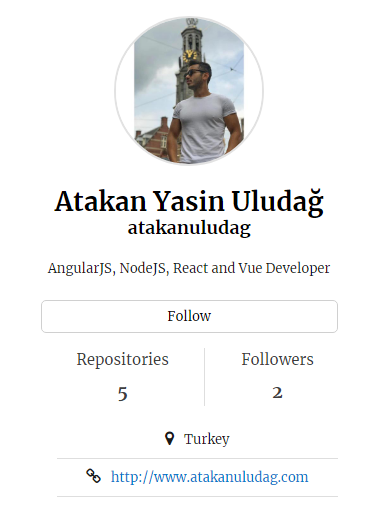 Atakan Yasin Uludağ
atakanuludag
AngularJS, NodeJS, React and Vue Developer
Follow
Repositories
5
Followers
2
Turkey
http://www.atakanuludag.com